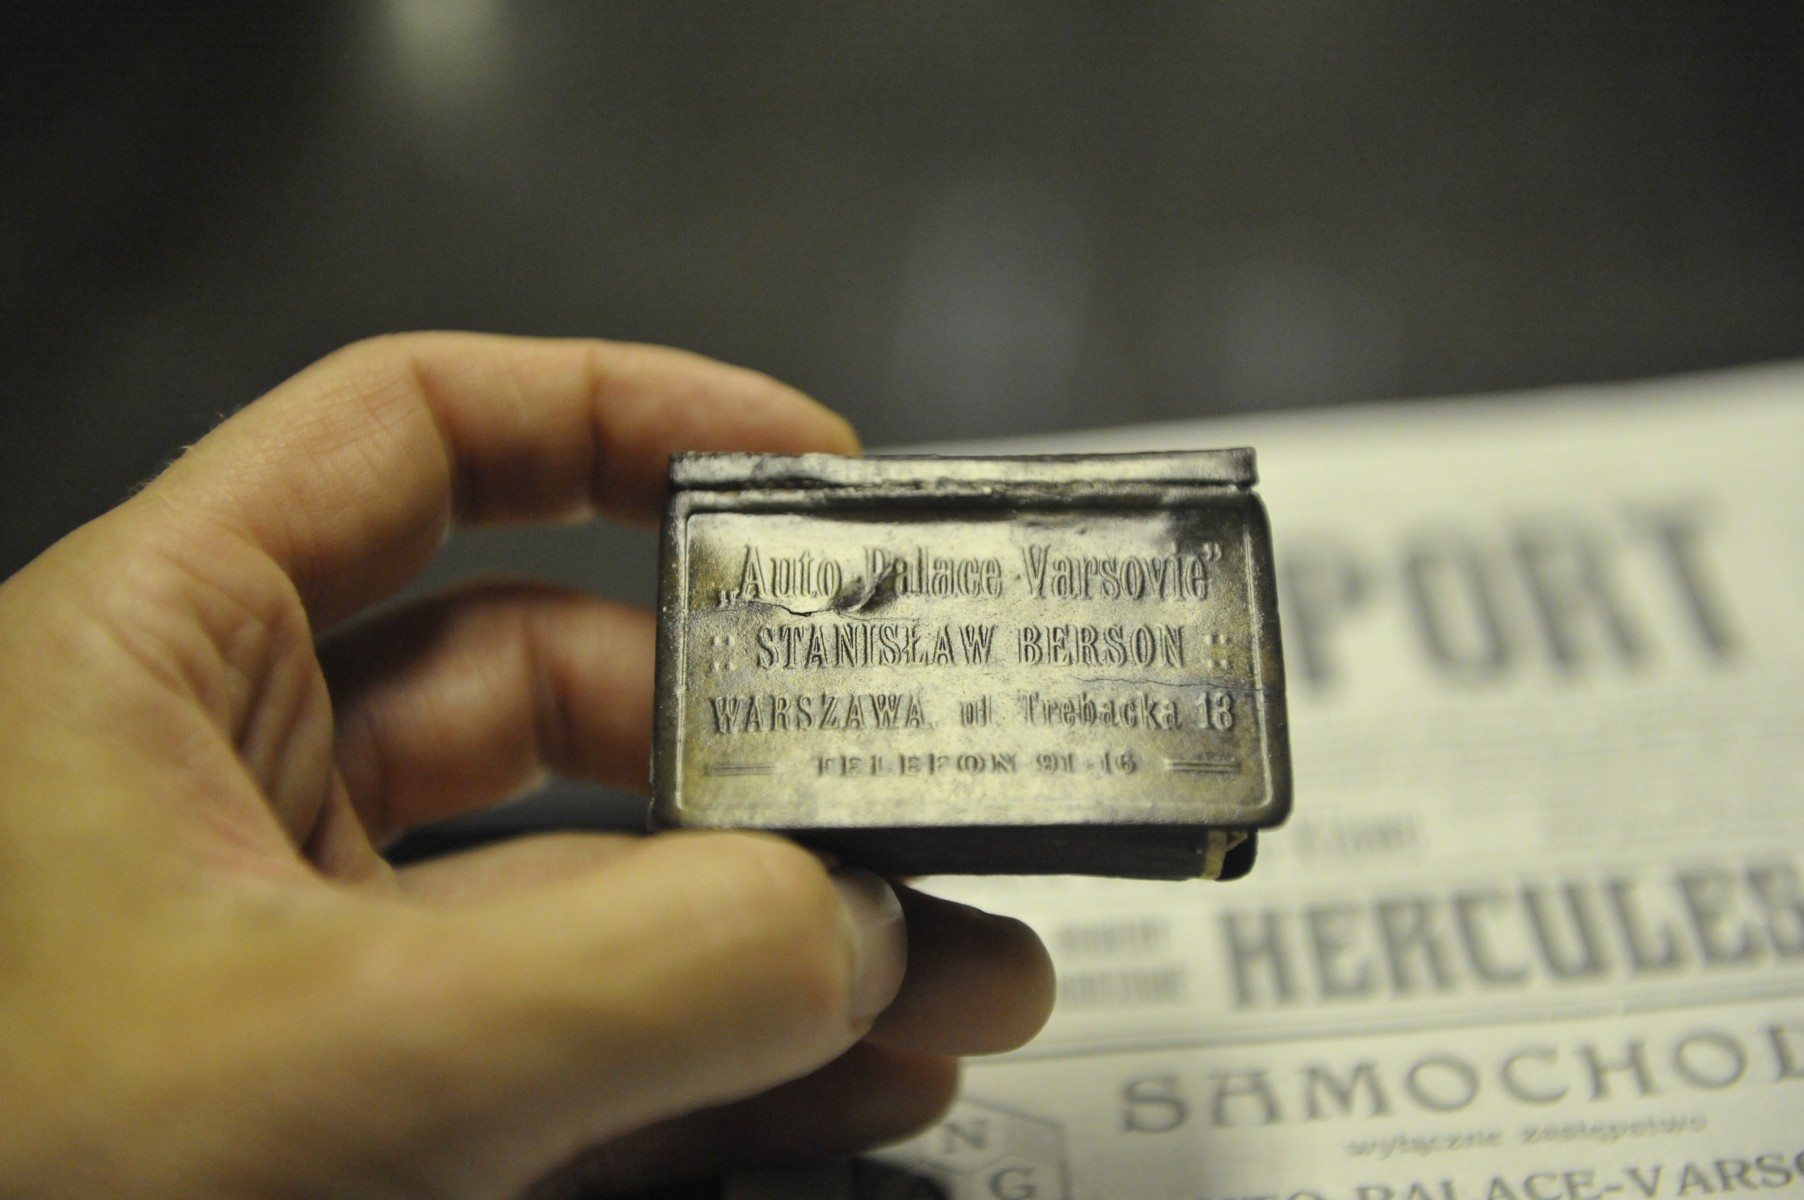 „Auto Palace Varsovie”
:: STANISŁAW BERSON ::
WARSZAWA, ul Trębacka 13
TELEFON 91-16
PORT
HERCULES
SAMOCHOD
wyłączne zastępstwo
AUTO PALACE-VARSO
N
G